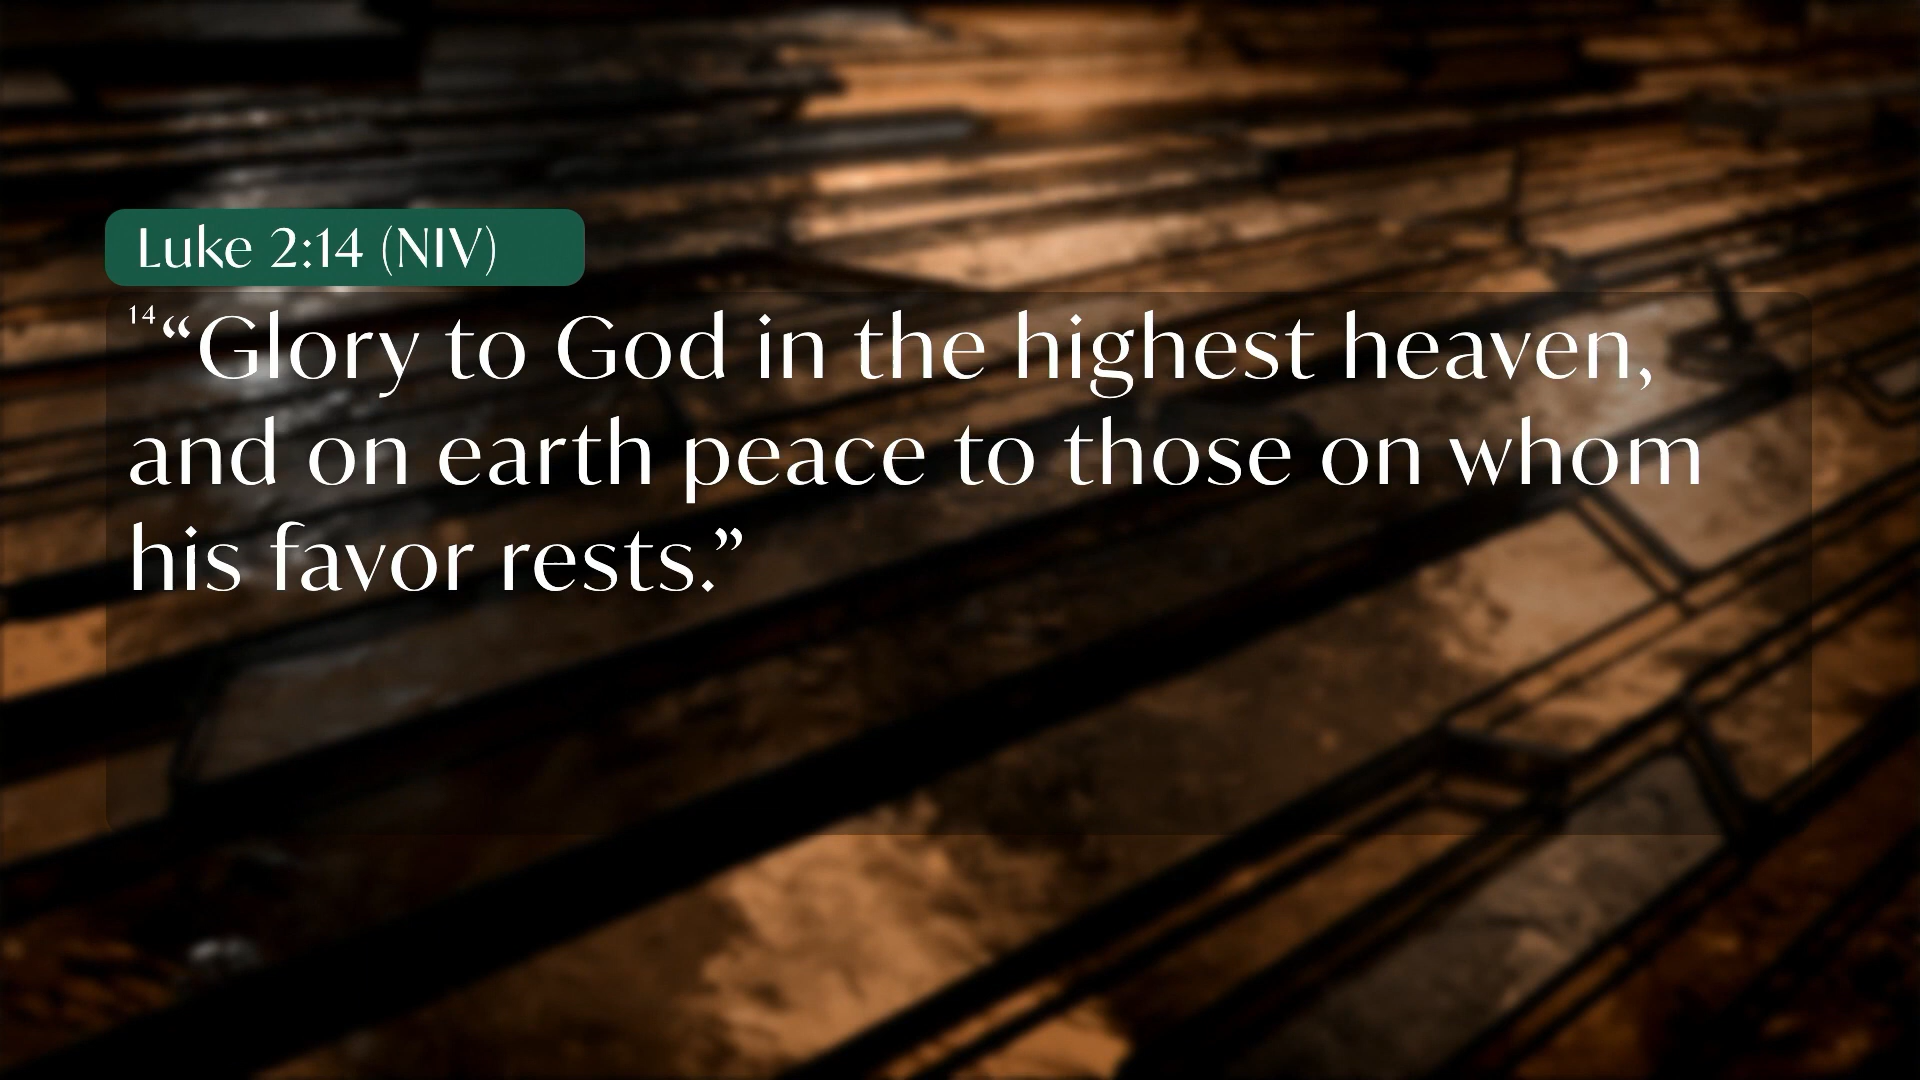 Luke 2:14 (NIV)
14“Glory to God in the highest heaven,
and on earth peace to those on whom
his favor rests.”